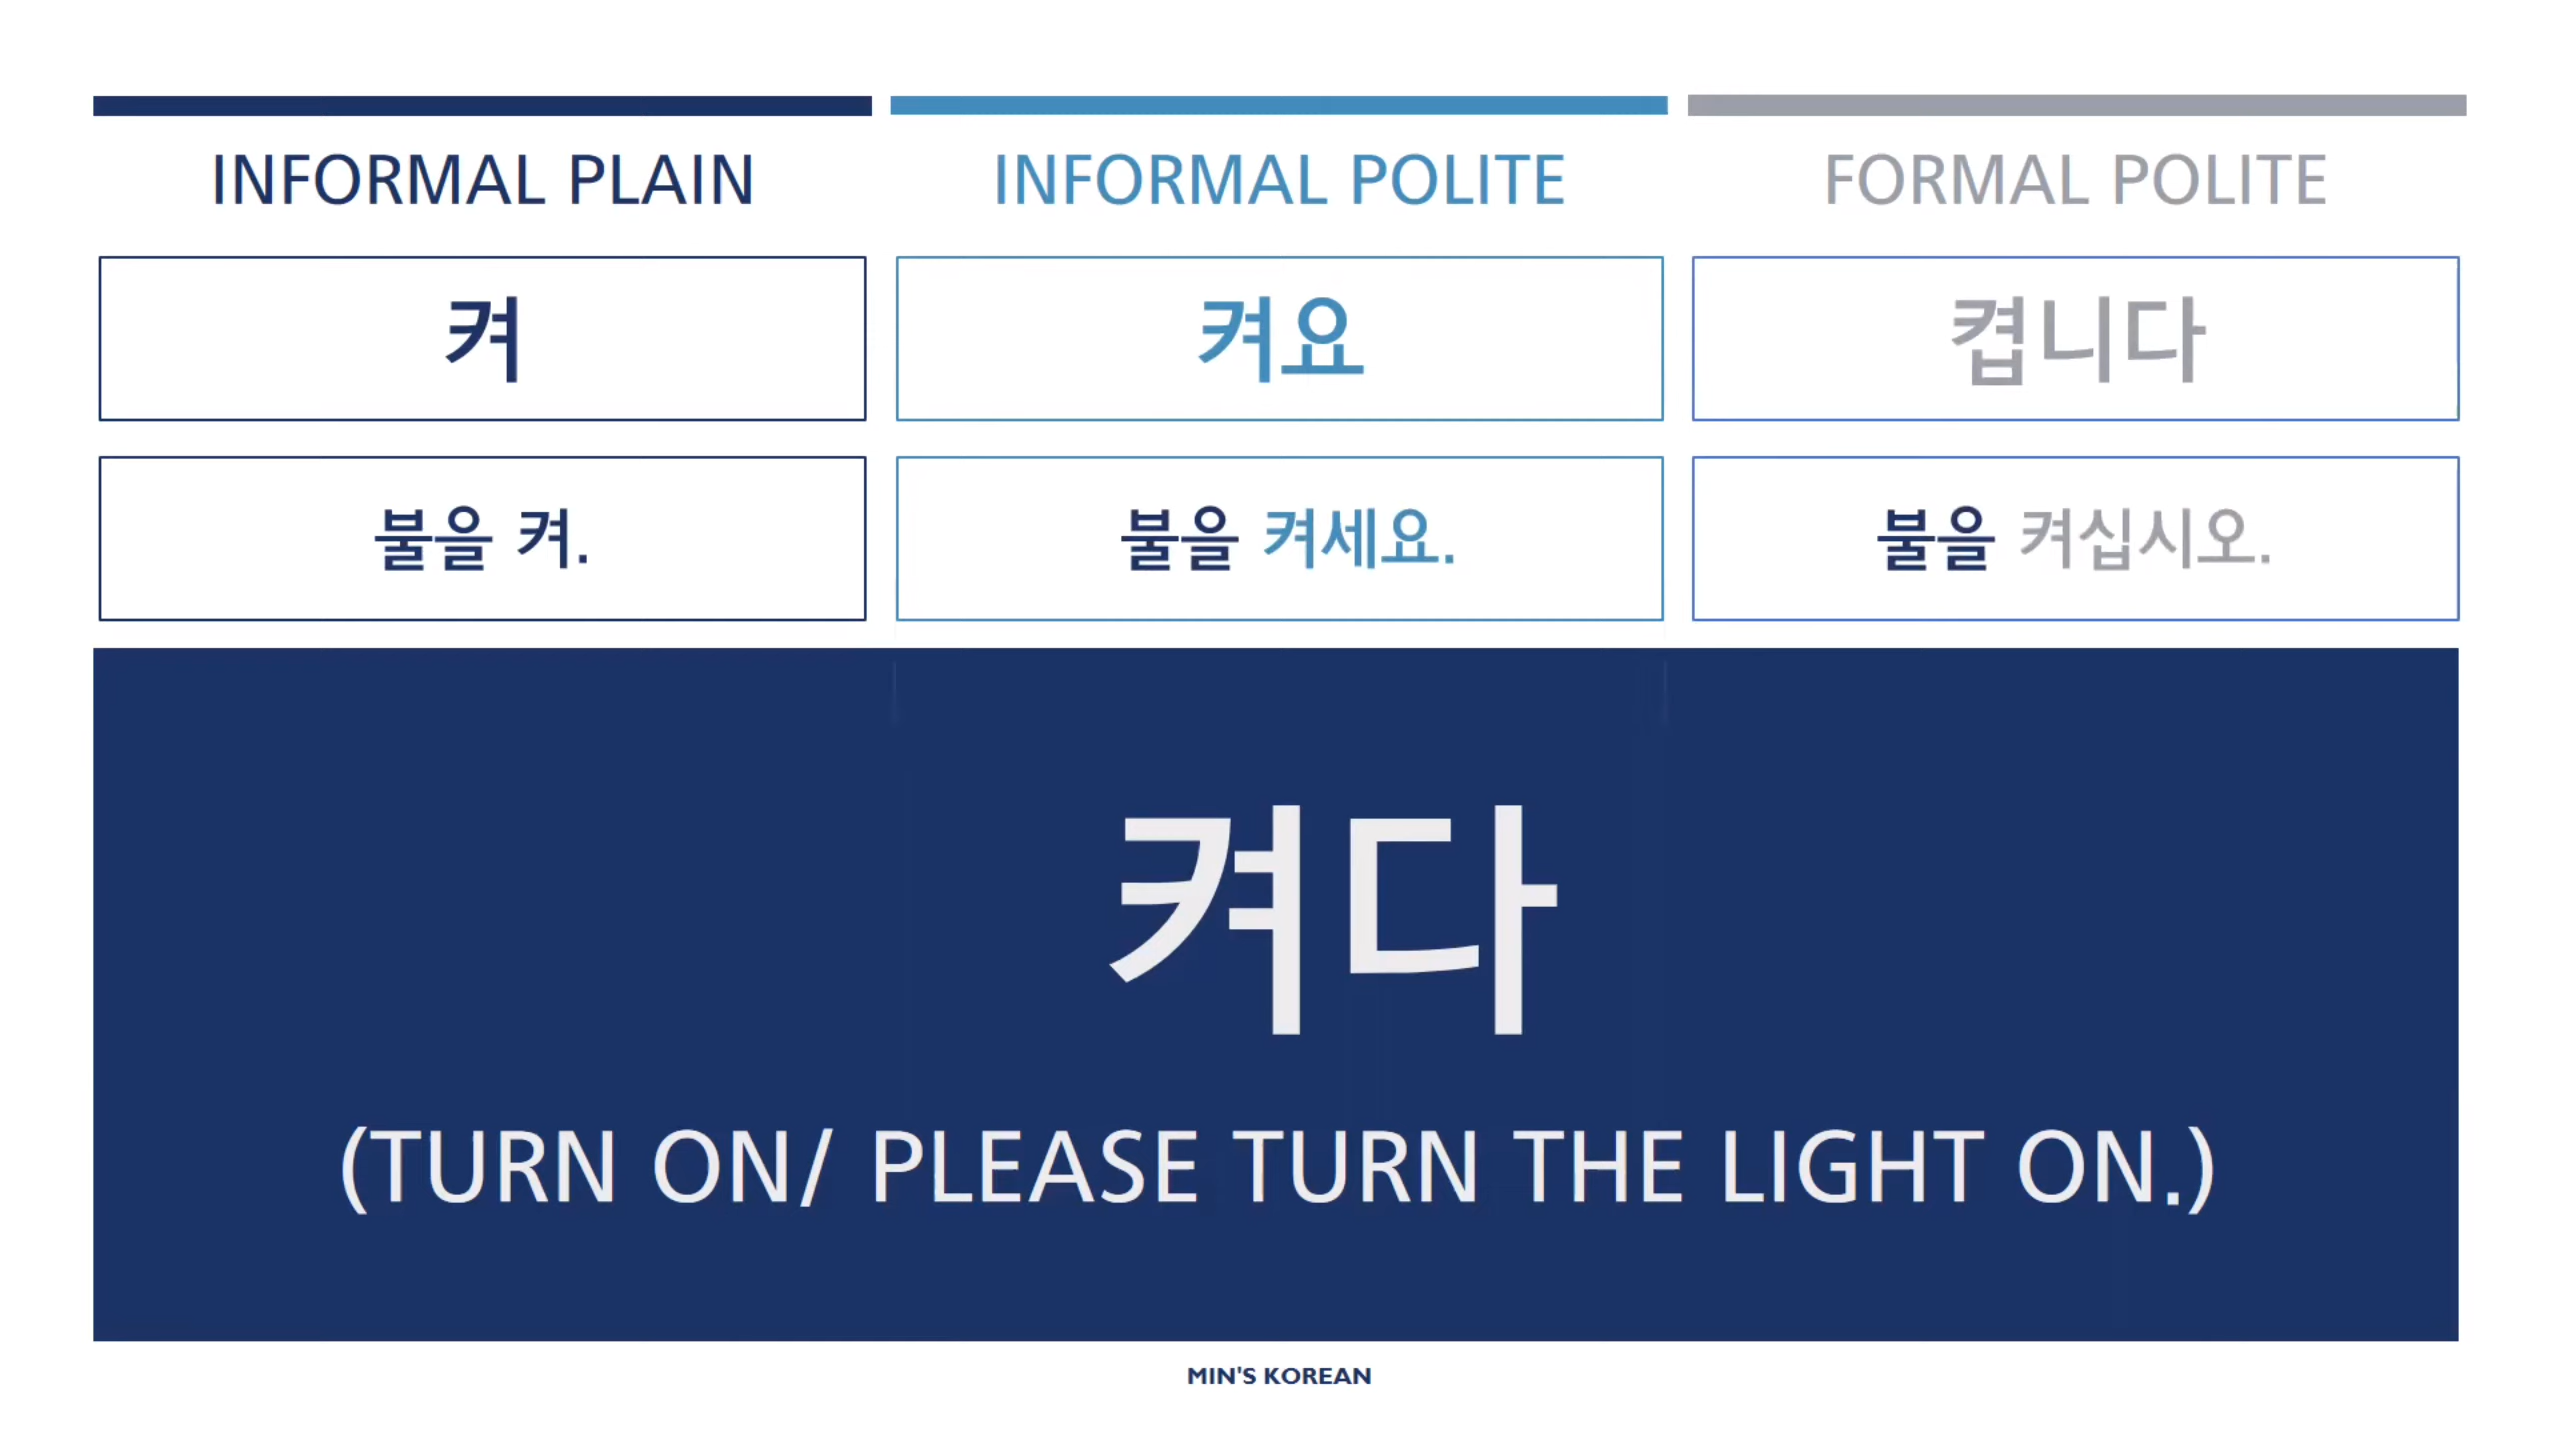 INFORMAL PLAIN
INFORMAL POLITE
FORMAL POLITE
켜
켜요
켭니다
불을 켜.
불을 켜세요.
불을 켜십시오.
켜다
(TURN ON/ PLEASE TURN THE LIGHT ON.)
MIN'S KOREAN